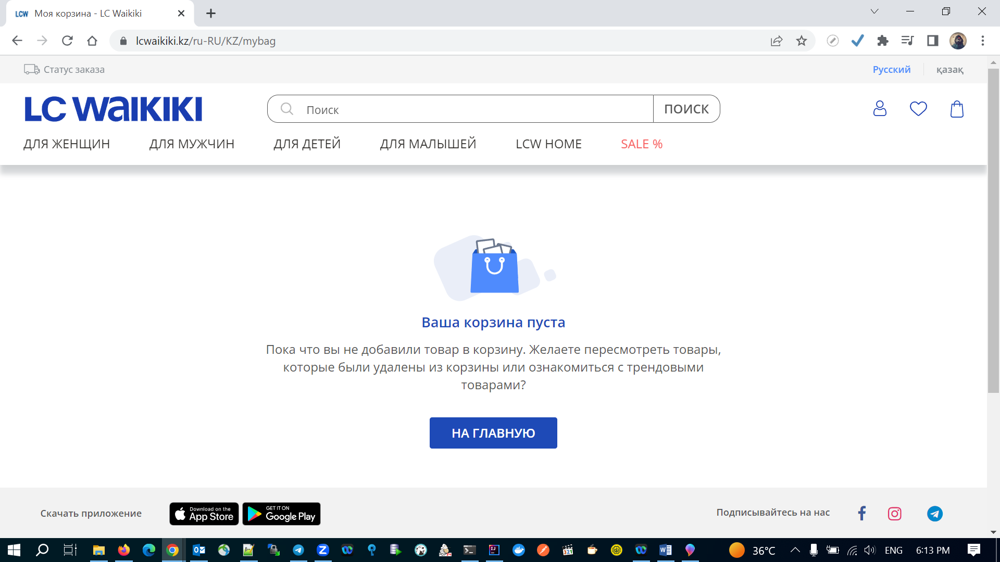 LCW Моя корзина - LC Waikiki
lcwaikiki.kz/ru-RU/KZ/mybag
Статус заказа
Русский
қазақ
LC WAIKIKI
Поиск
ПОИСК
ДЛЯ ЖЕНЩИН
ДЛЯ МУЖЧИН
ДЛЯ ДЕТЕЙ
ДЛЯ МАЛЫШЕЙ
LCW HOME
SALE %
Ваша корзина пуста
Пока что вы не добавили товар в корзину. Желаете пересмотреть товары,
которые были удалены из корзины или ознакомиться с трендовыми
товарами?
НА ГЛАВНУЮ
Скачать приложение
Download on the
App Store
GET IT ON
Google Play
Подписывайтесь на нас
36°C
ENG
6:13 PM